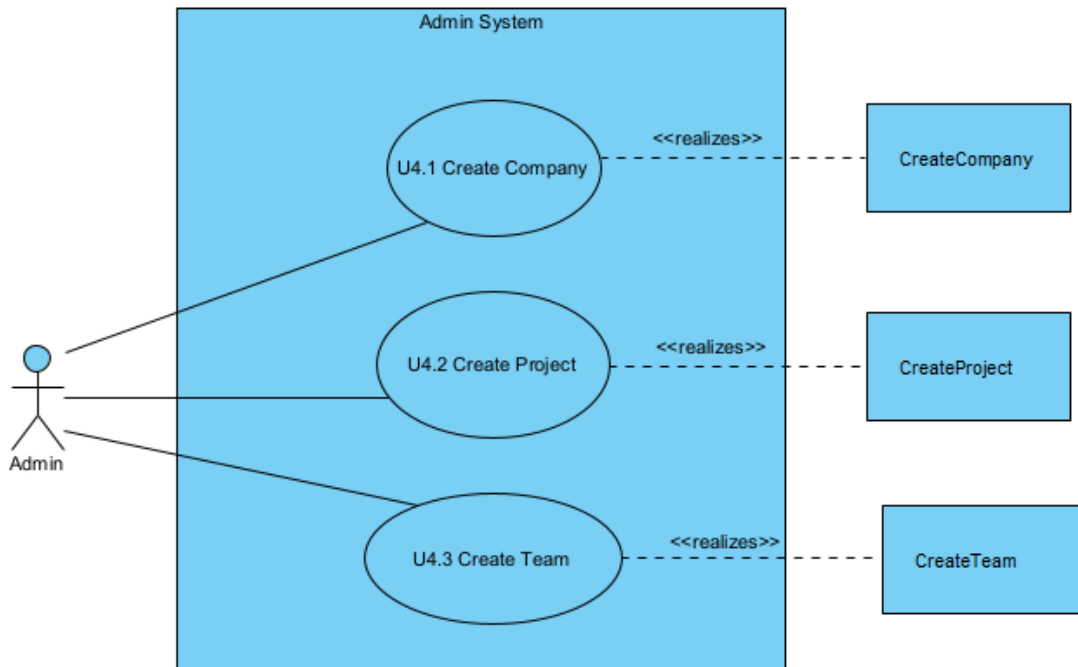 Admin System
U4.1 Create Company
<<realizes>>
CreateCompany
U4.2 Create Project
<<realizes>>
CreateProject
Admin
U4.3 Create Team
<<realizes>>
CreateTeam